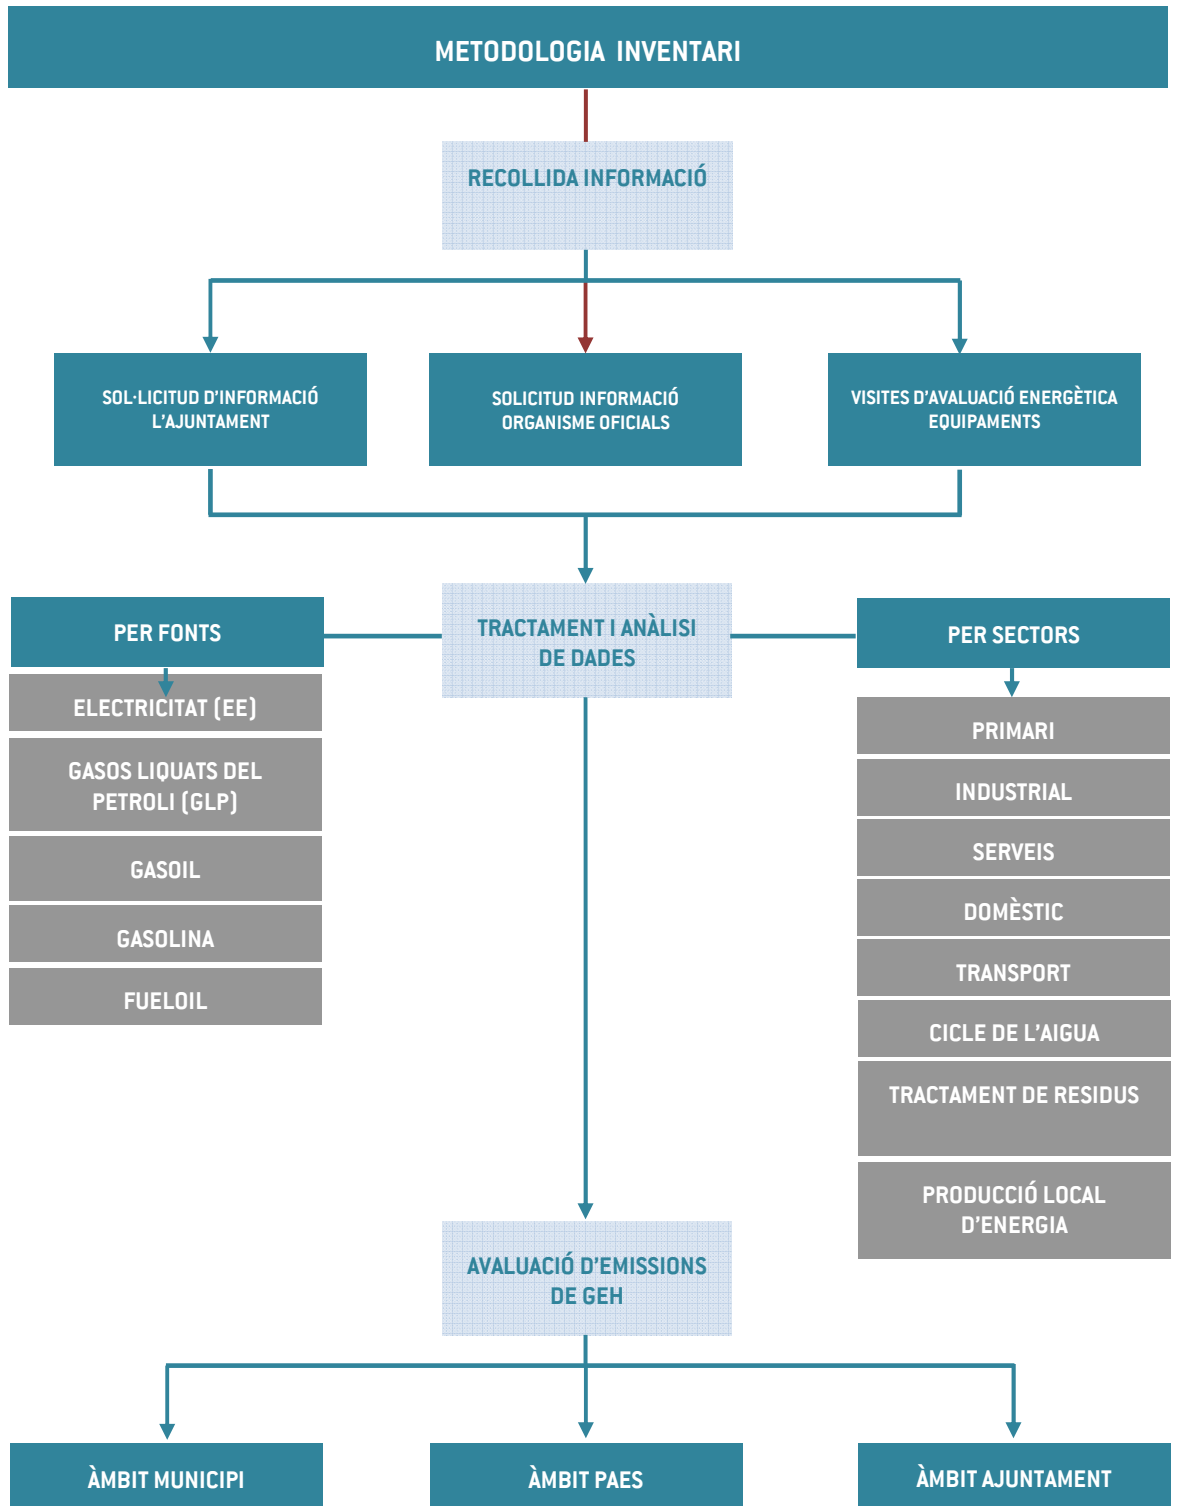 METODOLOGIA INVENTARI
RECOLLIDA INFORMACIÓ
SOL·LICITUD D'INFORMACIÓ
L'AJUNTAMENT
SOLICITUD INFORMACIÓ
ORGANISME OFICIALS
VISITES D'AVALUACIÓ ENERGÈTICA
EQUIPAMENTS
TRACTAMENT I ANÀLISI
DE DADES
PER FONTS
ELECTRICITAT (EE)
GASOS LIQUATS DEL
PETROLI (GLP)
GASOIL
GASOLINA
FUELOIL
PER SECTORS
PRIMARI
INDUSTRIAL
SERVEIS
DOMÈSTIC
TRANSPORT
CICLE DE L'AIGUA
TRACTAMENT DE RESIDUS
PRODUCCIÓ LOCAL
D'ENERGIA
AVALUACIÓ D'EMISSIONS
DE GEH
ÀMBIT MUNICIPI
ÀMBIT PAES
ÀMBIT AJUNTAMENT